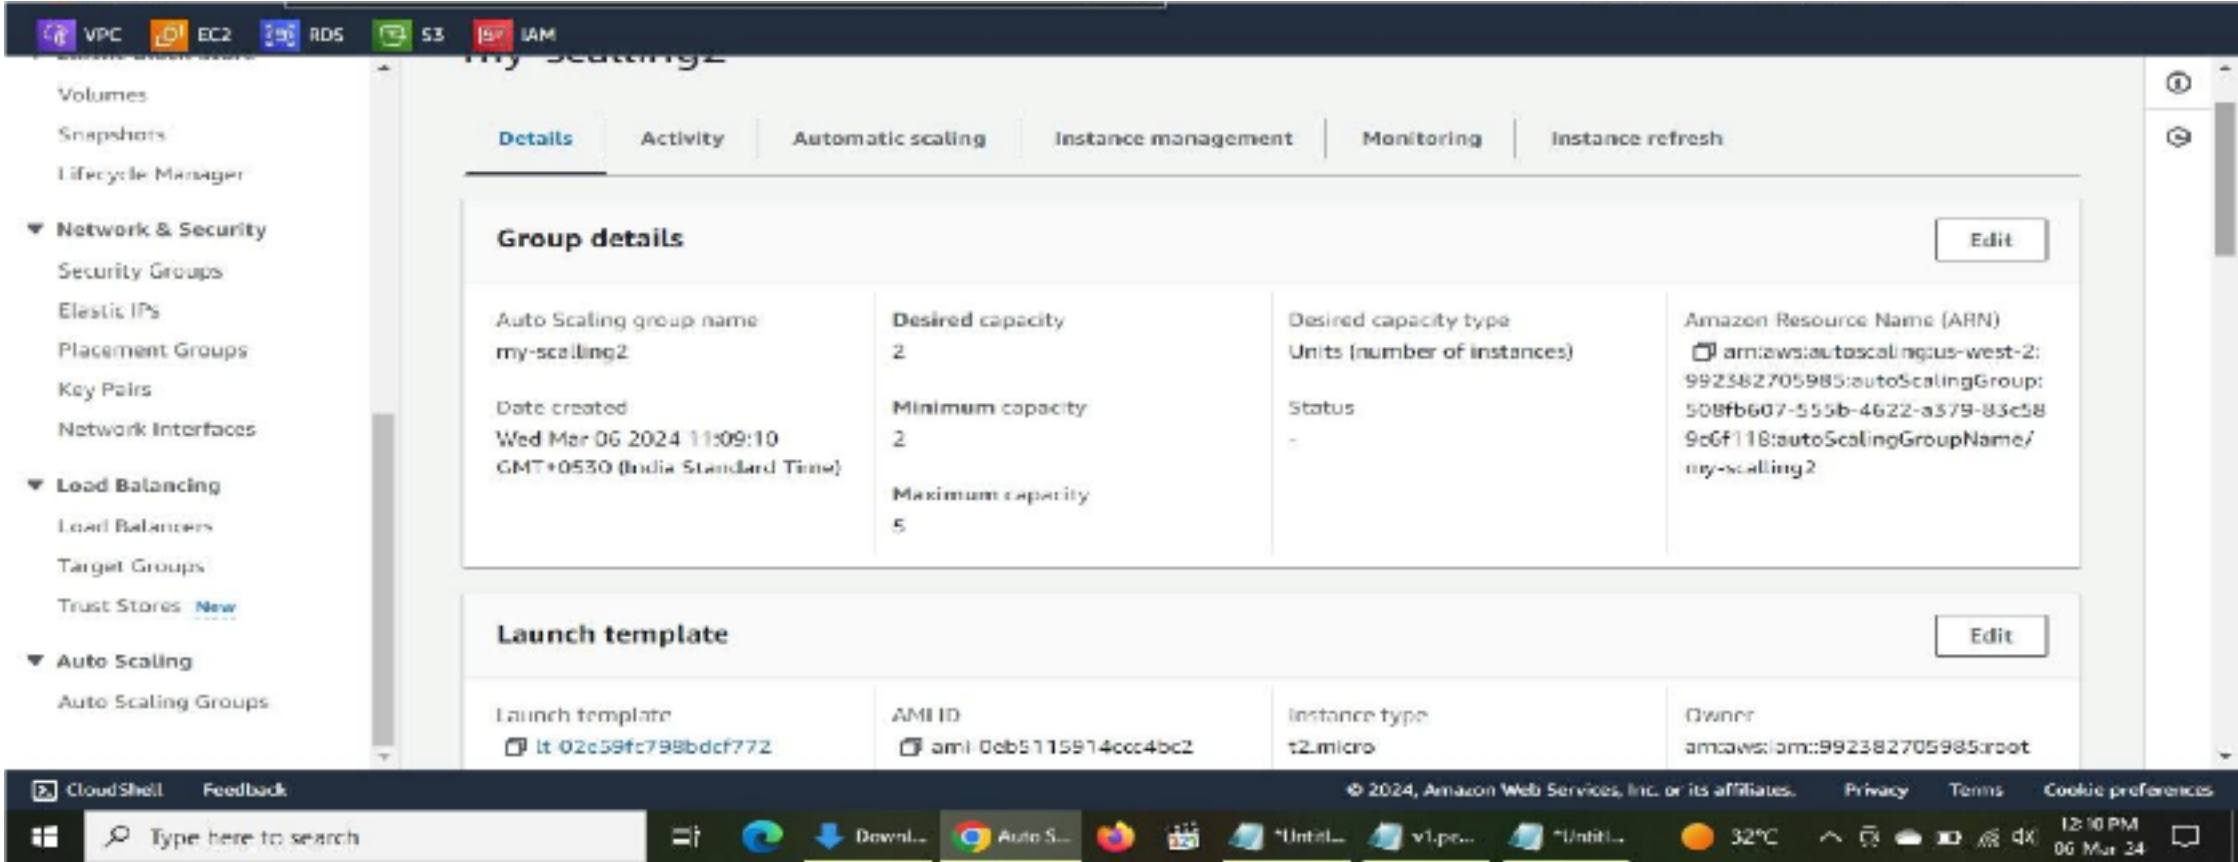 VPC EC2 RDS S3 IAM
my-scalling2
Volumes
Snapshots
Lifecycle Manager
Network & Security
Security Groups
Elastic IPs
Placement Groups
Key Pairs
Network Interfaces
Load Balancing
Load Balancers
Target Groups
Trust Stores New
Auto Scaling
Auto Scaling Groups
Details Activity Automatic scaling Instance management Monitoring Instance refresh
Group details
Edit
Auto Scaling group name
my-scalling2
Date created
Wed Mar 06 2024 11:09:10
GMT+0530 (India Standard Time)
Desired capacity
2
Minimum capacity
2
Maximum capacity
5
Desired capacity type
Units (number of instances)
Status
-
Amazon Resource Name (ARN)
arn:aws:autoscaling:us-west-2:
992382705985:autoScalingGroup:
508fb607-555b-4622-a379-83c58
9c6f118:autoScalingGroupName/
my-scalling2
Launch template
Edit
Launch template
lt-02e59fc798bdcf772
AMI ID
ami-0eb5115914ccc4bc2
Instance type
t2.micro
Owner
arn:aws:iam::992382705985:root
CloudShell Feedback
© 2024, Amazon Web Services, Inc. or its affiliates. Privacy Terms Cookie preferences
Type here to search
Downl... Auto S... *Untitl... v1.pe... *Untitl...
32°C
12:10 PM
06 Mar 24